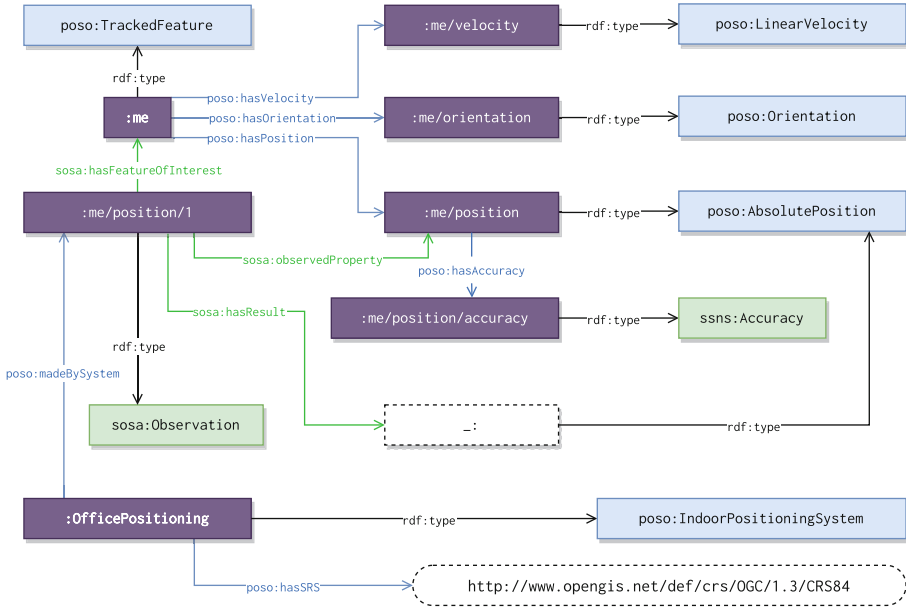 poso:TrackedFeature
:me/velocity
rdf:type
poso:LinearVelocity
rdf:type
poso:hasVelocity
:me
poso:hasOrientation
:me/orientation
rdf:type
poso:Orientation
poso:hasPosition
sosa:hasFeatureOfInterest
:me/position/1
:me/position
rdf:type
poso:AbsolutePosition
sosa:observedProperty
poso:hasAccuracy
sosa:hasResult
:me/position/accuracy
rdf:type
ssns:Accuracy
rdf:type
poso:madeBySystem
sosa:Observation
_:
rdf:type
:OfficePositioning
rdf:type
poso:IndoorPositioningSystem
poso:hasSRS
http://www.opengis.net/def/crs/OGC/1.3/CRS84